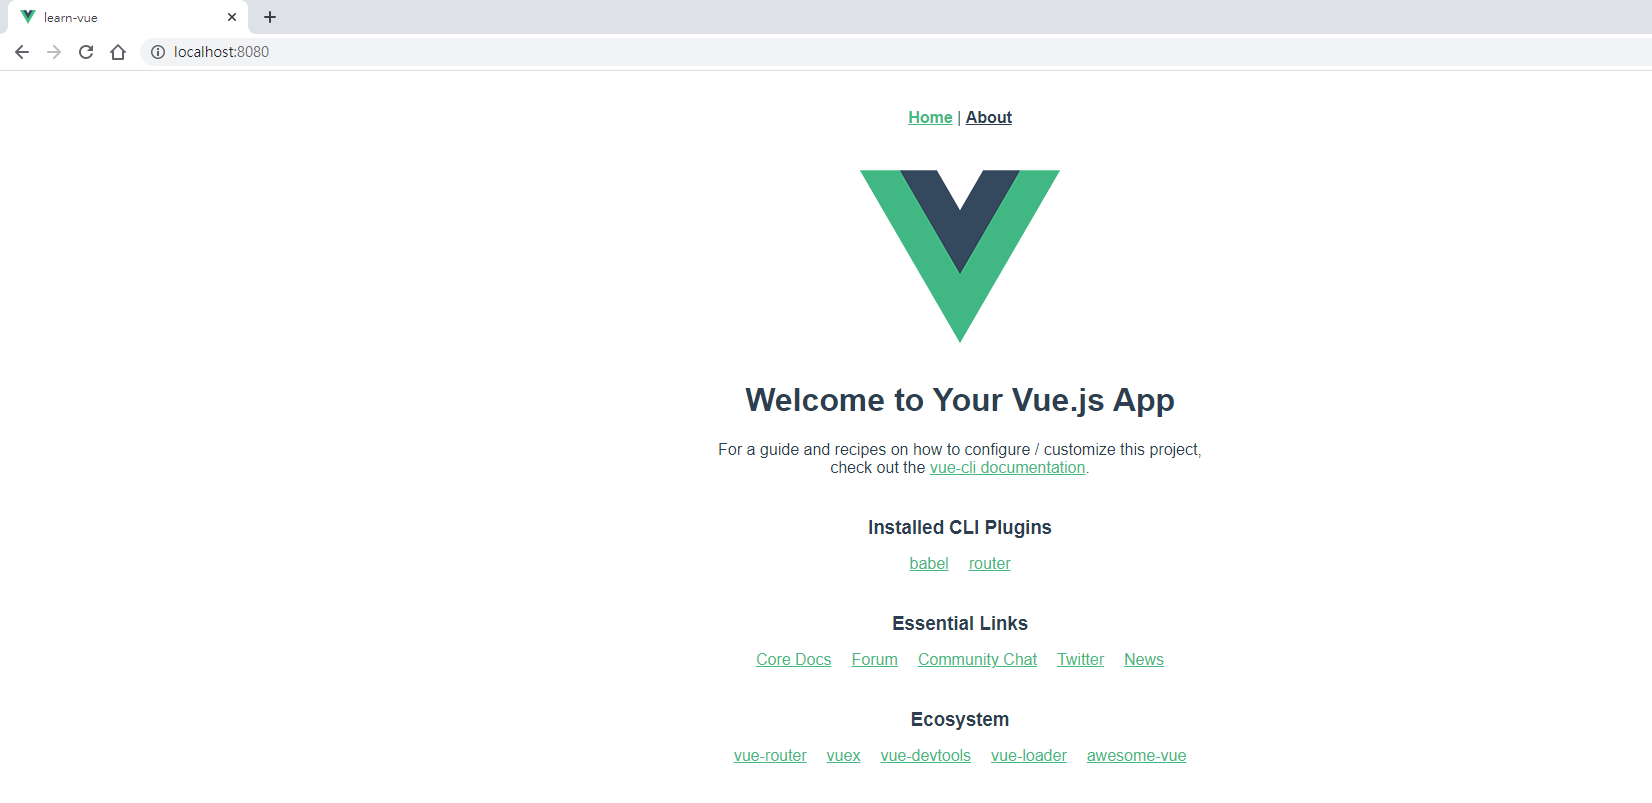 learn-vue
localhost:8080
Home | About
Welcome to Your Vue.js App
For a guide and recipes on how to configure / customize this project,
check out the vue-cli documentation.
Installed CLI Plugins
babel router
Essential Links
Core Docs Forum Community Chat Twitter News
Ecosystem
vue-router vuex vue-devtools vue-loader awesome-vue